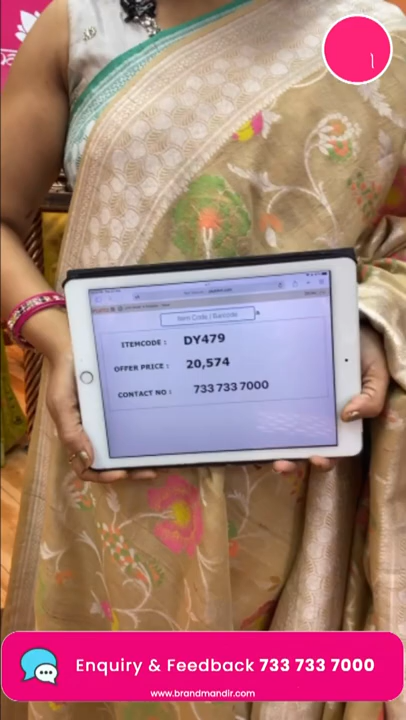 Item Code / Barcode
ITEMCODE : DY479
OFFER PRICE : 20,574
CONTACT NO : 733 733 7000
Enquiry & Feedback 733 733 7000
www.brandmandir.com